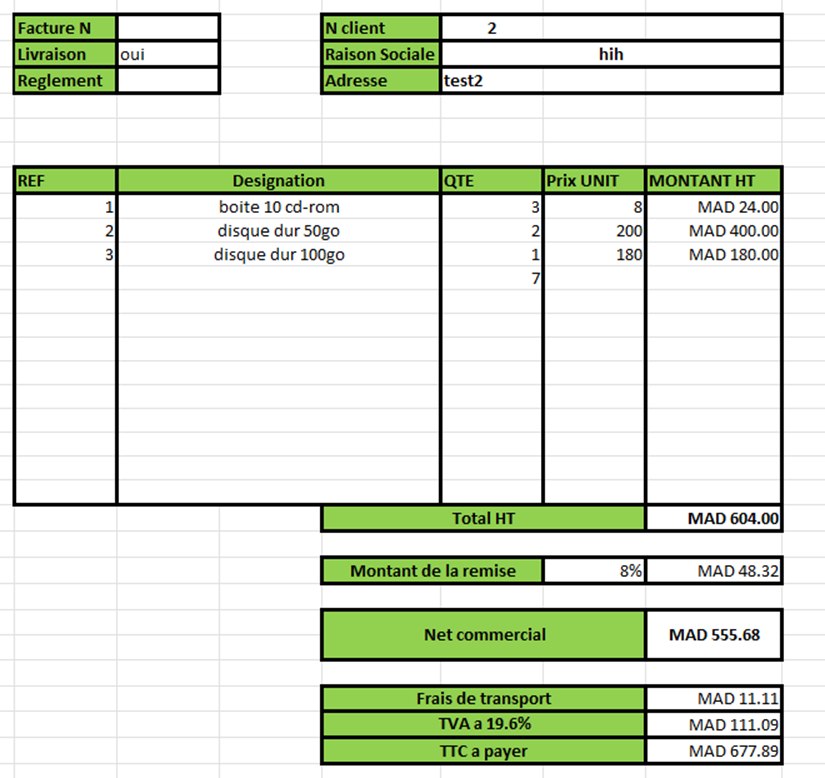 Facture N N client 2
Livraison oui Raison Sociale hih
Reglement Adresse test2
REF Designation QTE Prix UNIT MONTANT HT
1 boite 10 cd-rom 3 8 MAD 24.00
2 disque dur 50go 2 200 MAD 400.00
3 disque dur 100go 1 180 MAD 180.00
7
Total HT MAD 604.00
Montant de la remise 8% MAD 48.32
Net commercial MAD 555.68
Frais de transport MAD 11.11
TVA a 19.6% MAD 111.09
TTC a payer MAD 677.89